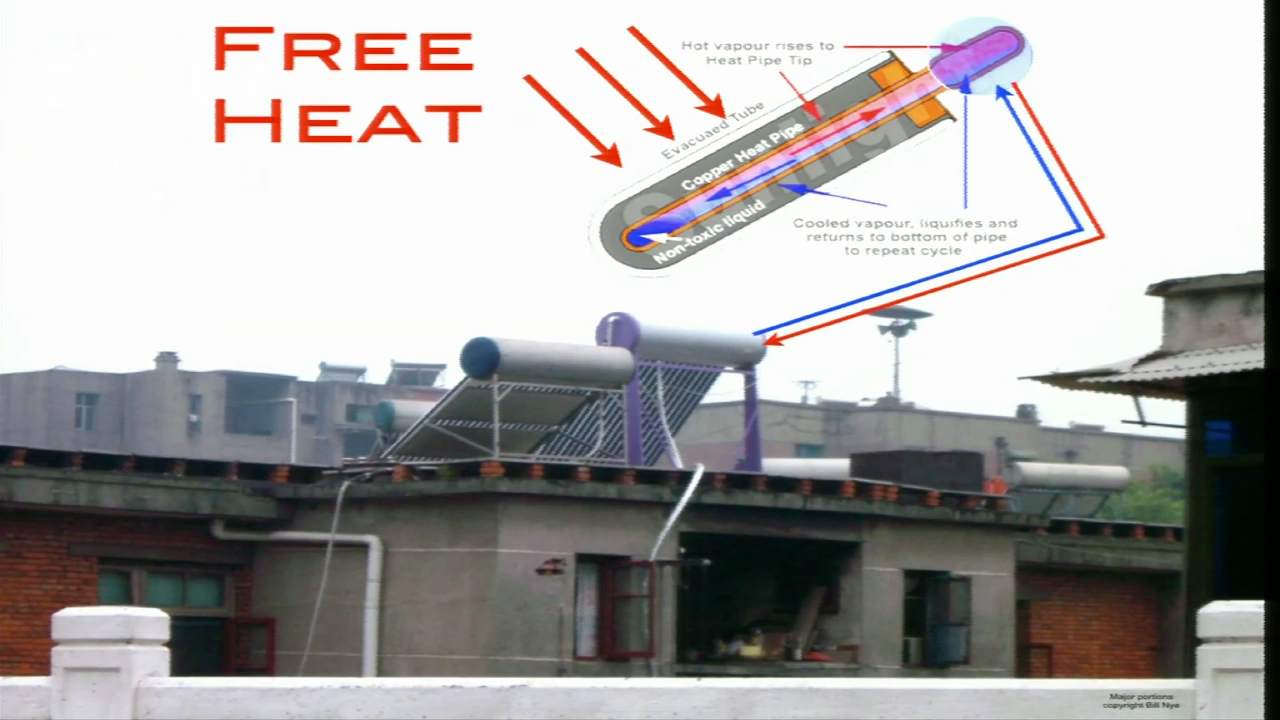 FREE
HEAT
Hot vapour rises to
Heat Pipe Tip
Evacuaed Tube
Copper Heat Pipe
Non-toxic liquid
Cooled vapour, liquifies and
returns to bottom of pipe
to repeat cycle
Major portions
copyright Bill Nye